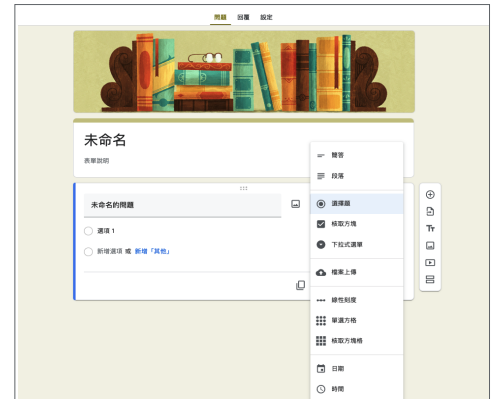 問題 回覆 設定
未命名
表單說明
未命名的問題
選項 1
新增選項 或 新增「其他」
簡答
段落
選擇題
核取方塊
下拉式選單
檔案上傳
線性刻度
單選方格
核取方塊格
日期
時間
Tт